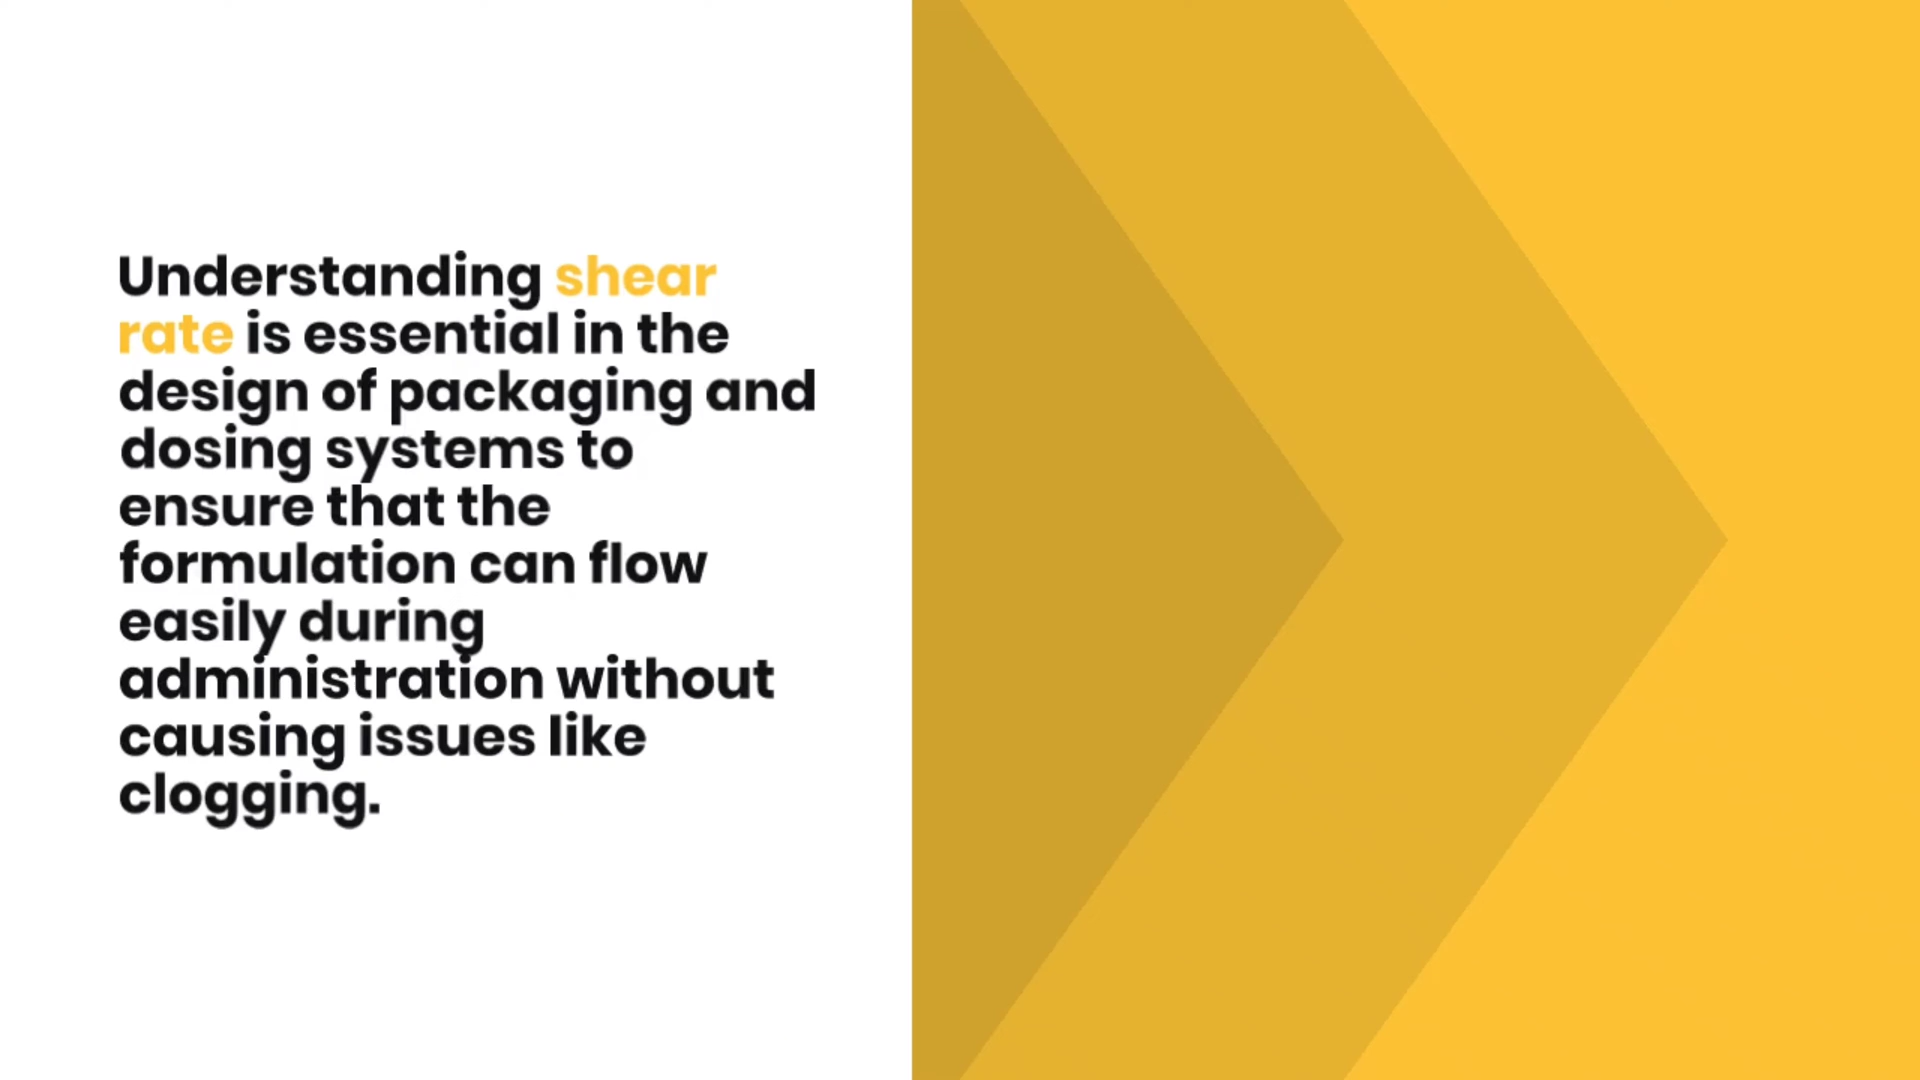 Understanding shear
rate is essential in the
design of packaging and
dosing systems to
ensure that the
formulation can flow
easily during
administration without
causing issues like
clogging.